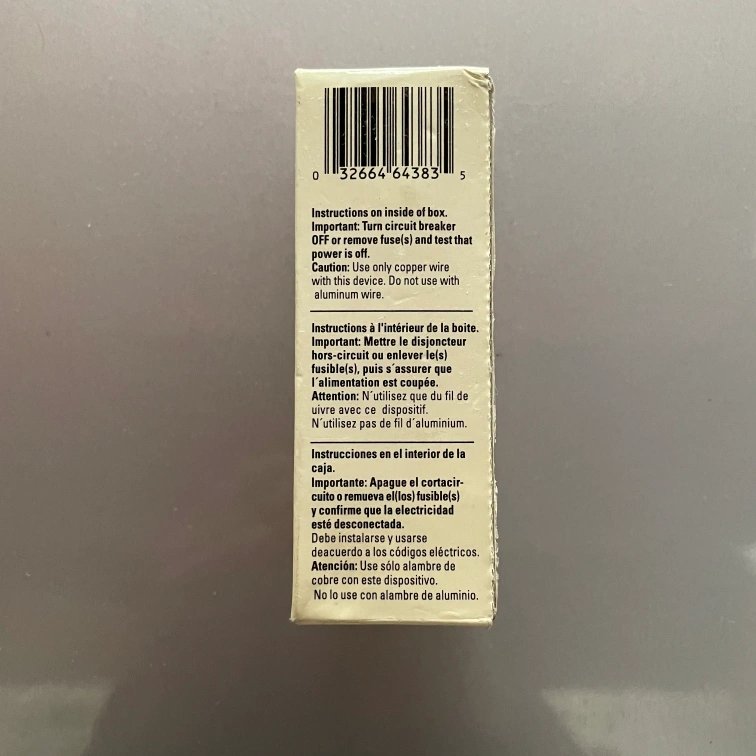 0 32664 64383 5
Instructions on inside of box.
Important: Turn circuit breaker
OFF or remove fuse(s) and test that
power is off.
Caution: Use only copper wire
with this device. Do not use with
aluminum wire.
Instructions à l'intérieur de la boite.
Important: Mettre le disjoncteur
hors-circuit ou enlever le(s)
fusible(s), puis s´assurer que
l´alimentation est coupée.
Attention: N´utilisez que du fil de
uivre avec ce dispositif.
N´utilisez pas de fil d´aluminium.
Instrucciones en el interior de la
caja.
Importante: Apague el cortacir-
cuito o remueva el(los) fusible(s)
y confirme que la electricidad
esté desconectada.
Debe instalarse y usarse
deacuerdo a los códigos eléctricos.
Atención: Use sólo alambre de
cobre con este dispositivo.
No lo use con alambre de aluminio.